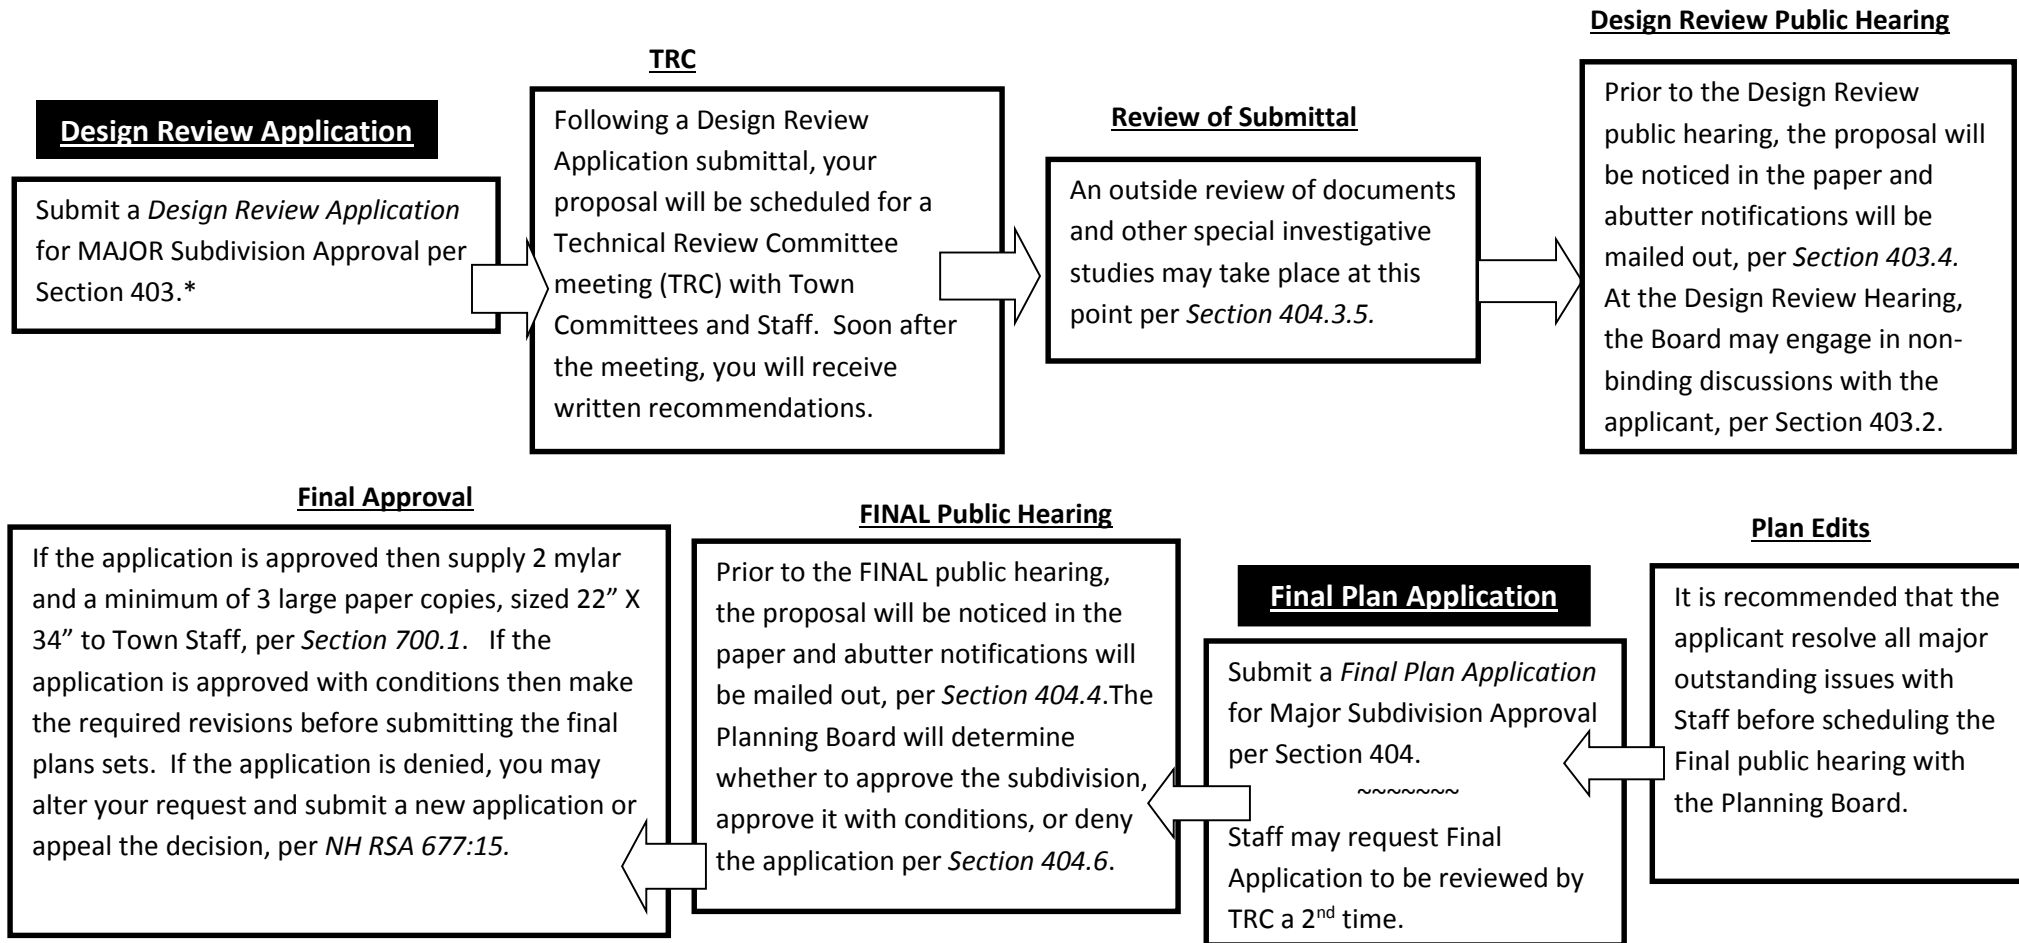 Design Review Application
Submit a Design Review Application
for MAJOR Subdivision Approval per
Section 403.*
TRC
Following a Design Review
Application submittal, your
proposal will be scheduled for a
Technical Review Committee
meeting (TRC) with Town
Committees and Staff.  Soon after
the meeting, you will receive
written recommendations.
Review of Submittal
An outside review of documents
and other special investigative
studies may take place at this
point per Section 404.3.5.
Design Review Public Hearing
Prior to the Design Review
public hearing, the proposal will
be noticed in the paper and
abutter notifications will be
mailed out, per Section 403.4.
At the Design Review Hearing,
the Board may engage in non-
binding discussions with the
applicant, per Section 403.2.
Plan Edits
It is recommended that the
applicant resolve all major
outstanding issues with
Staff before scheduling the
Final public hearing with
the Planning Board.
Final Plan Application
Submit a Final Plan Application
for Major Subdivision Approval
per Section 404.
~~~~~~~
Staff may request Final
Application to be reviewed by
TRC a 2nd time.
FINAL Public Hearing
Prior to the FINAL public hearing,
the proposal will be noticed in the
paper and abutter notifications will
be mailed out, per Section 404.4.The
Planning Board will determine
whether to approve the subdivision,
approve it with conditions, or deny
the application per Section 404.6.
Final Approval
If the application is approved then supply 2 mylar
and a minimum of 3 large paper copies, sized 22” X
34” to Town Staff, per Section 700.1.   If the
application is approved with conditions then make
the required revisions before submitting the final
plans sets.  If the application is denied, you may
alter your request and submit a new application or
appeal the decision, per NH RSA 677:15.